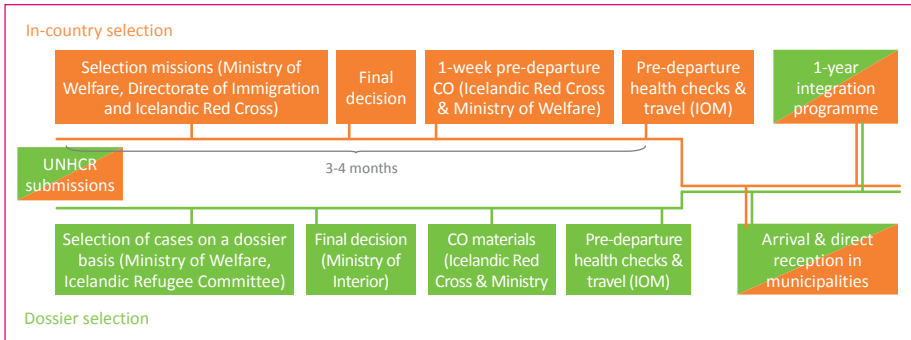 In-country selection
Selection missions (Ministry of
Welfare, Directorate of Immigration
and Icelandic Red Cross)
Final
decision
1-week pre-departure
CO (Icelandic Red Cross
& Ministry of Welfare)
Pre-departure
health checks &
travel (IOM)
1-year
integration
programme
3-4 months
UNHCR
submissions
Selection of cases on a dossier
basis (Ministry of Welfare,
Icelandic Refugee Committee)
Final decision
(Ministry of
Interior)
CO materials
(Icelandic Red
Cross & Ministry
Pre-departure
health checks &
travel (IOM)
Arrival & direct
reception in
municipalities
Dossier selection